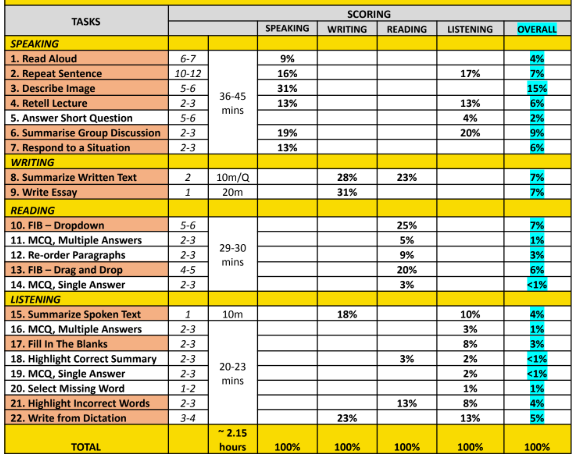 TASKS SCORING
SPEAKING WRITING READING LISTENING OVERALL
SPEAKING
1. Read Aloud 6-7 9% 4%
2. Repeat Sentence 10-12 16% 17% 7%
3. Describe Image 5-6 31% 15%
4. Retell Lecture 2-3 13% 13% 6%
36-45 mins
5. Answer Short Question 5-6 4% 2%
6. Summarise Group Discussion 2-3 19% 20% 9%
7. Respond to a Situation 2-3 13% 6%
WRITING
8. Summarize Written Text 2 10m/Q 28% 23% 7%
9. Write Essay 1 20m 31% 7%
READING
10. FIB – Dropdown 5-6 25% 7%
11. MCQ, Multiple Answers 2-3 5% 1%
12. Re-order Paragraphs 2-3 9% 3%
29-30 mins
13. FIB – Drag and Drop 4-5 20% 6%
14. MCQ, Single Answer 2-3 3% <1%
LISTENING
15. Summarize Spoken Text 1 10m 18% 10% 4%
16. MCQ, Multiple Answers 2-3 3% 1%
17. Fill In The Blanks 2-3 8% 3%
18. Highlight Correct Summary 2-3 3% 2% <1%
19. MCQ, Single Answer 2-3 2% <1%
20-23 mins
20. Select Missing Word 1-2 1% 1%
21. Highlight Incorrect Words 2-3 13% 8% 4%
22. Write from Dictation 3-4 23% 13% 5%
TOTAL ~ 2.15 hours 100% 100% 100% 100% 100%